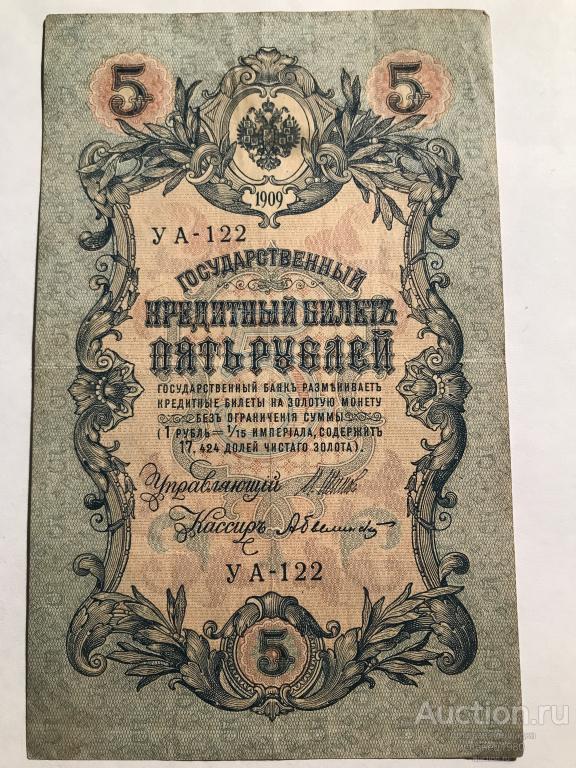 5 5
1909
УА-122
ГОСУДАРСТВЕННЫЙ
КРЕДИТНЫЙ БИЛЕТЪ
ПЯТЬ РУБЛЕЙ
ГОСУДАРСТВЕННЫЙ БАНКЪ РАЗМѢНИВАЕТЪ
КРЕДИТНЫЕ БИЛЕТЫ НА ЗОЛОТУЮ МОНЕТУ
БЕЗЪ ОГРАНИЧЕНІЯ СУММЫ
(1 РУБЛЬ = 1/15 ИМПЕРІАЛА, СОДЕРЖИТЪ
17,424 ДОЛЕЙ ЧИСТАГО ЗОЛОТА).
Управляющій
Кассиръ
УА-122
5
Аукцион.ru